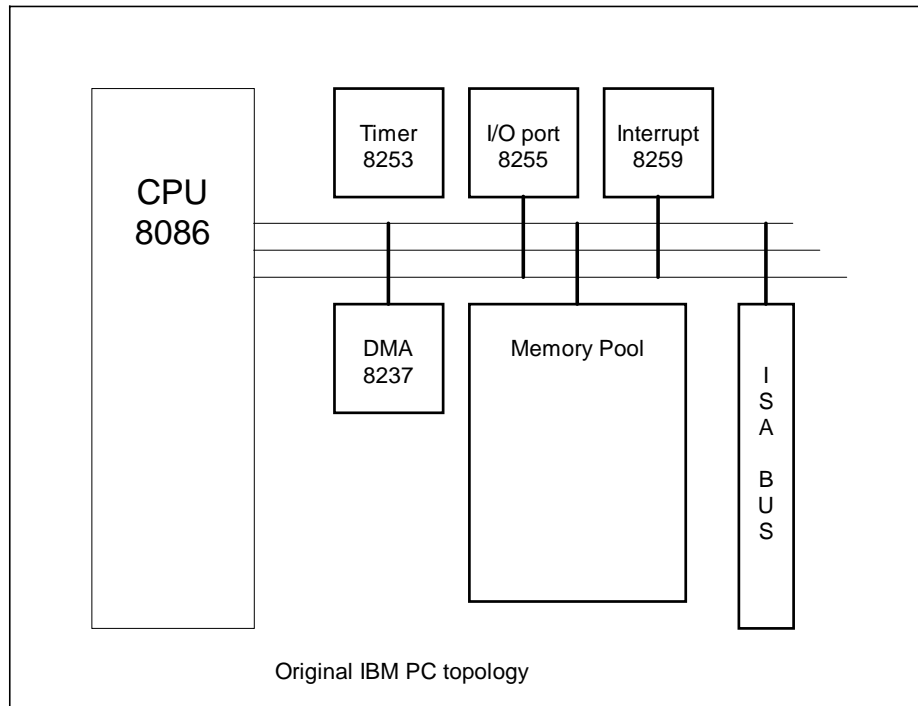 CPU
8086
Timer
8253
I/O port
8255
Interrupt
8259
DMA
8237
Memory Pool
I
S
A
B
U
S
Original IBM PC topology